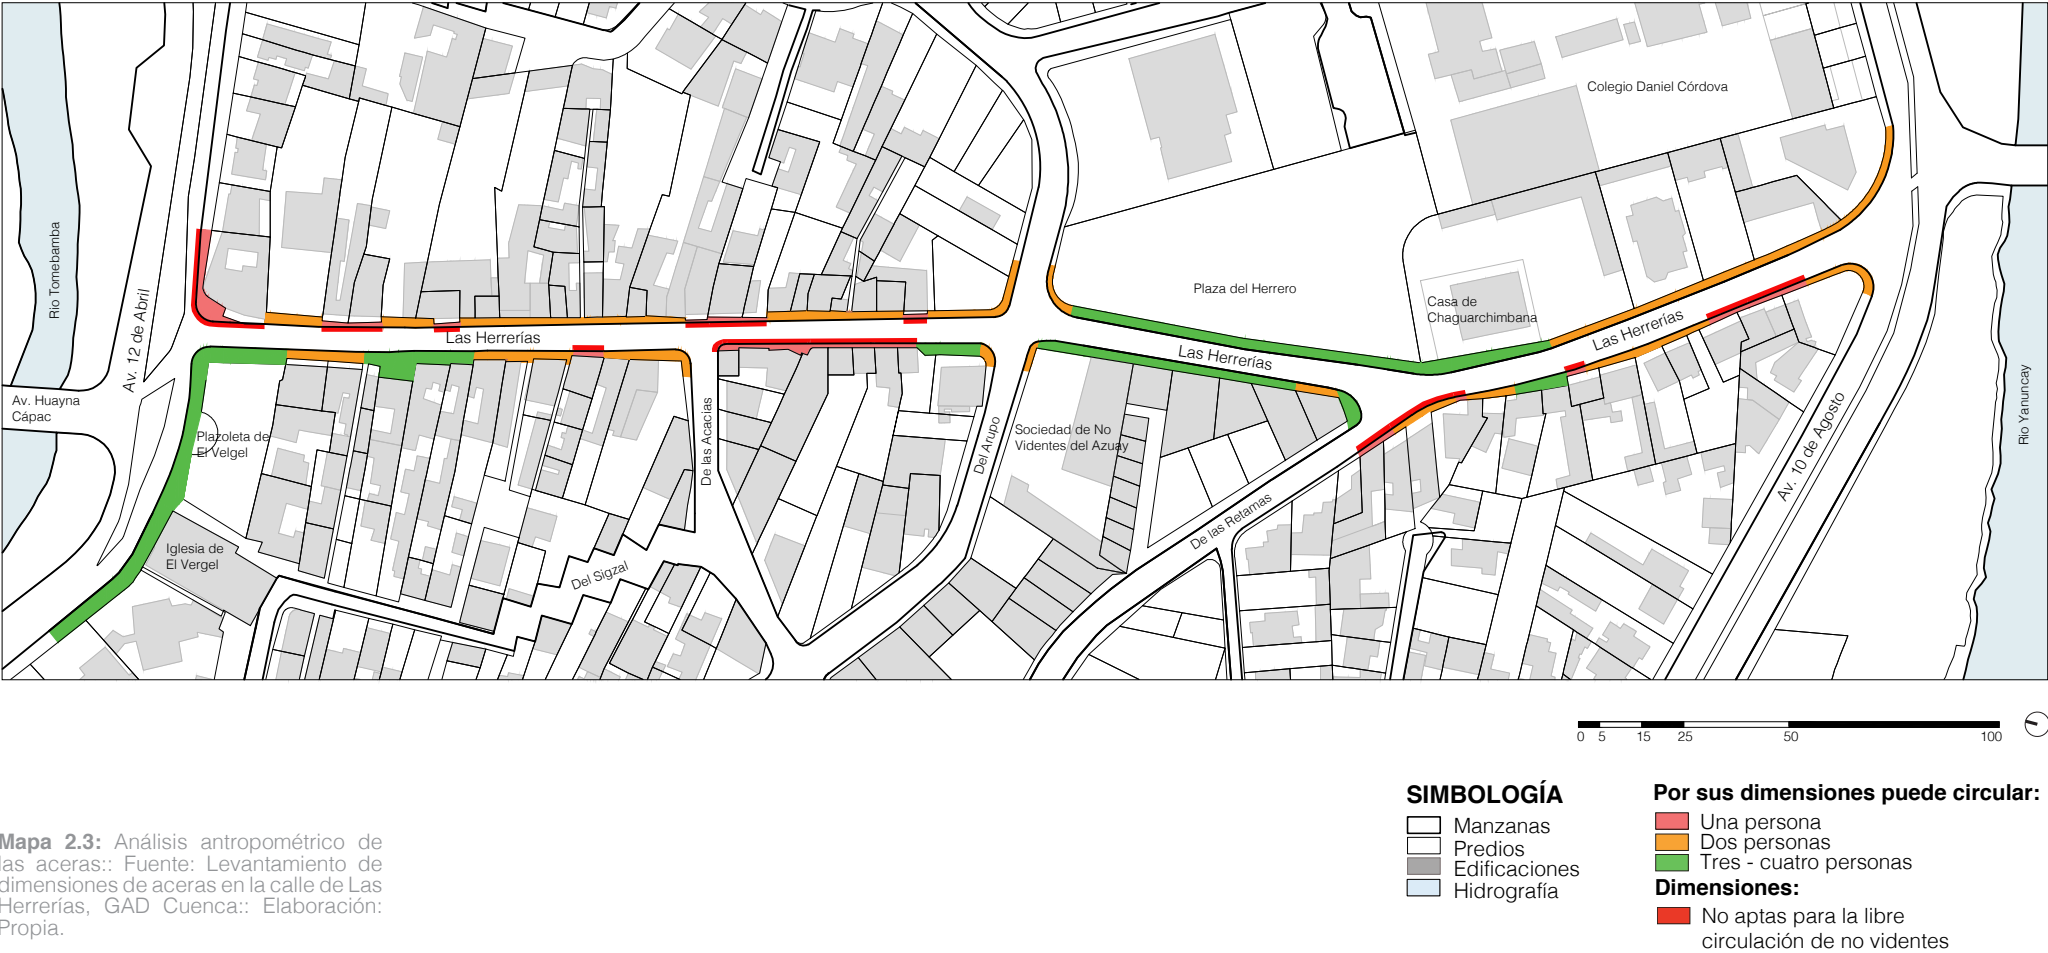 Colegio Daniel Córdova
Rio Tomebamba
Av. 12 de Abril
Plaza del Herrero
Casa de
Chaguarchimbana
Las Herrerías
Las Herrerías
Las Herrerías
Av. Huayna
Cápac
Plazoleta de
El Velgel
De las Acacias
Del Arupo
Sociedad de No
Videntes del Azuay
Av. 10 de Agosto
Rio Yanuncay
De las Retamas
Iglesia de
El Vergel
Del Sigzal
0 5 15 25 50 100
SIMBOLOGÍA
Manzanas
Predios
Edificaciones
Hidrografía
Por sus dimensiones puede circular:
Una persona
Dos personas
Tres - cuatro personas
Dimensiones:
No aptas para la libre
circulación de no videntes
Mapa 2.3: Análisis antropométrico de
las aceras:: Fuente: Levantamiento de
dimensiones de aceras en la calle de Las
Herrerías, GAD Cuenca:: Elaboración:
Propia.